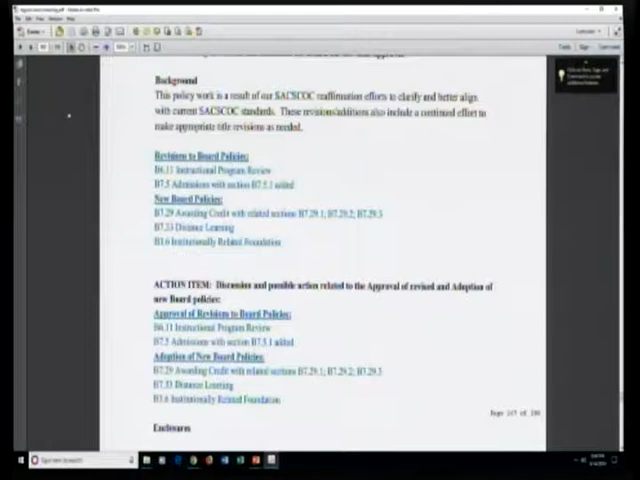 Background
This policy work is a result of our SACSCOC reaffirmation efforts to clarify and better align
with current SACSCOC standards. These revisions/additions also include a continued effort to
make appropriate title revisions as needed.
Revisions to Board Policies:
B6.11 Instructional Program Review
B7.5 Admissions with section B7.5.1 added
New Board Policies:
B7.29 Awarding Credit with related sections B7.29.1; B7.29.2; B7.29.3
B7.33 Distance Learning
B3.6 Institutionally Related Foundation
ACTION ITEM: Discussion and possible action related to the Approval of revised and Adoption of
new Board policies:
Approval of Revisions to Board Policies:
B6.11 Instructional Program Review
B7.5 Admissions with section B7.5.1 added
Adoption of New Board Policies:
B7.29 Awarding Credit with related sections B7.29.1; B7.29.2; B7.29.3
B7.33 Distance Learning
B3.6 Institutionally Related Foundation
Enclosures